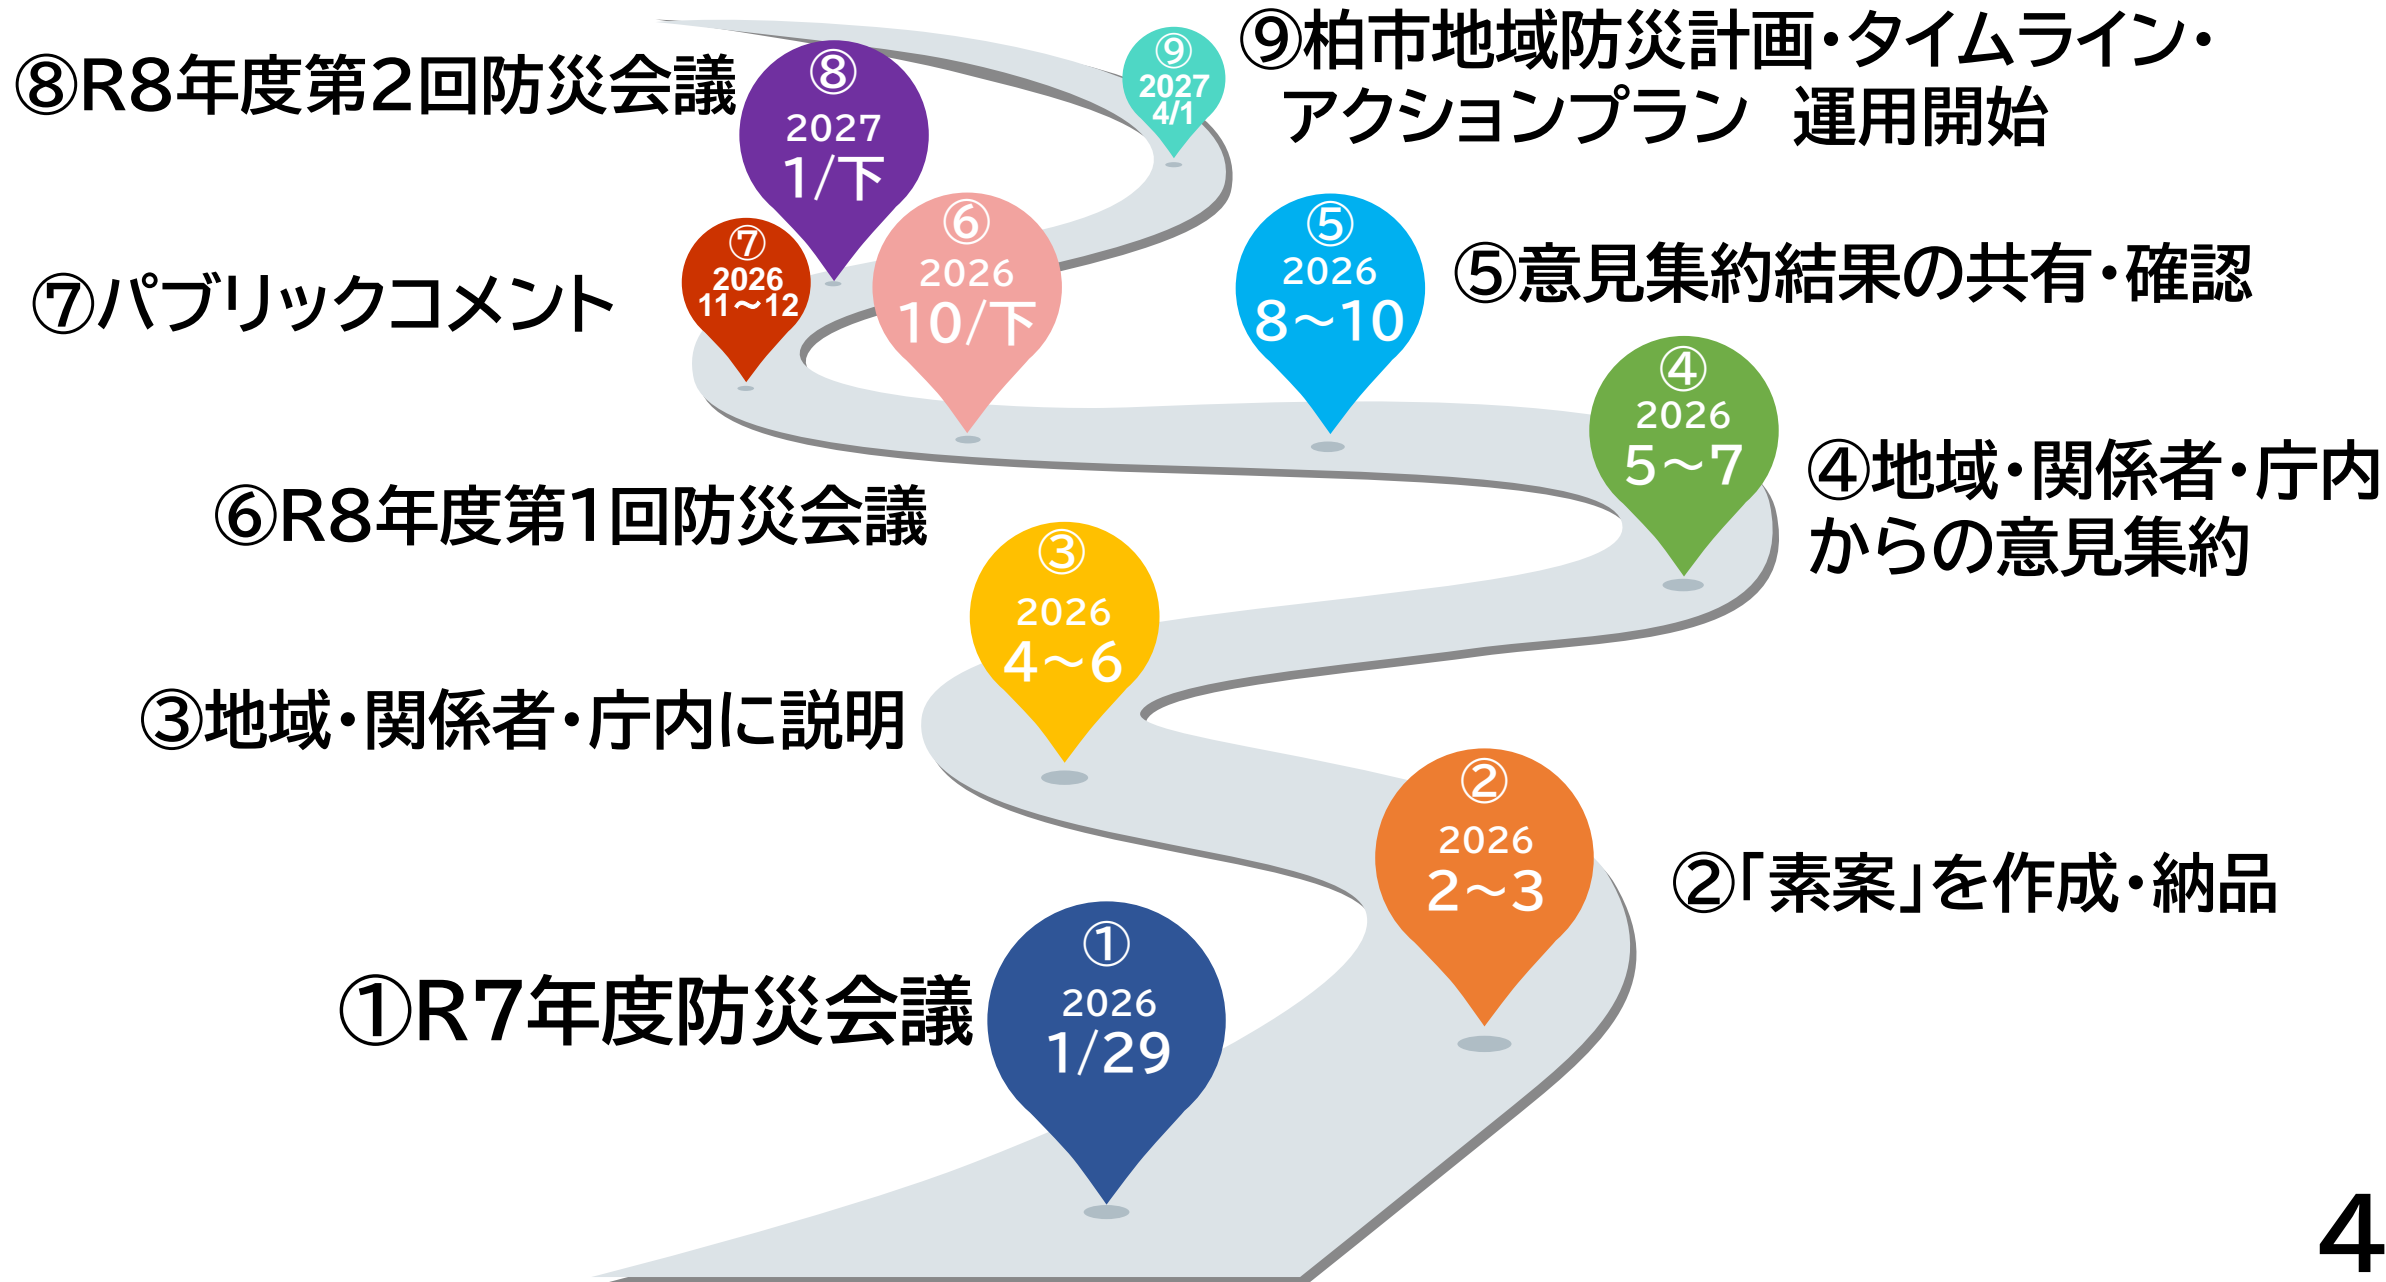 ⑨柏市地域防災計画・タイムライン・
アクションプラン　運用開始
⑨
2027
4/1
⑧R8年度第2回防災会議
⑧
2027
1/下
⑦パブリックコメント
⑦
2026
11～12
⑥
2026
10/下
⑥R8年度第1回防災会議
⑤
2026
8～10
⑤意見集約結果の共有・確認
④
2026
5～7
④地域・関係者・庁内
からの意見集約
③地域・関係者・庁内に説明
③
2026
4～6
②
2026
2～3
②「素案」を作成・納品
①R7年度防災会議
①
2026
1/29
4